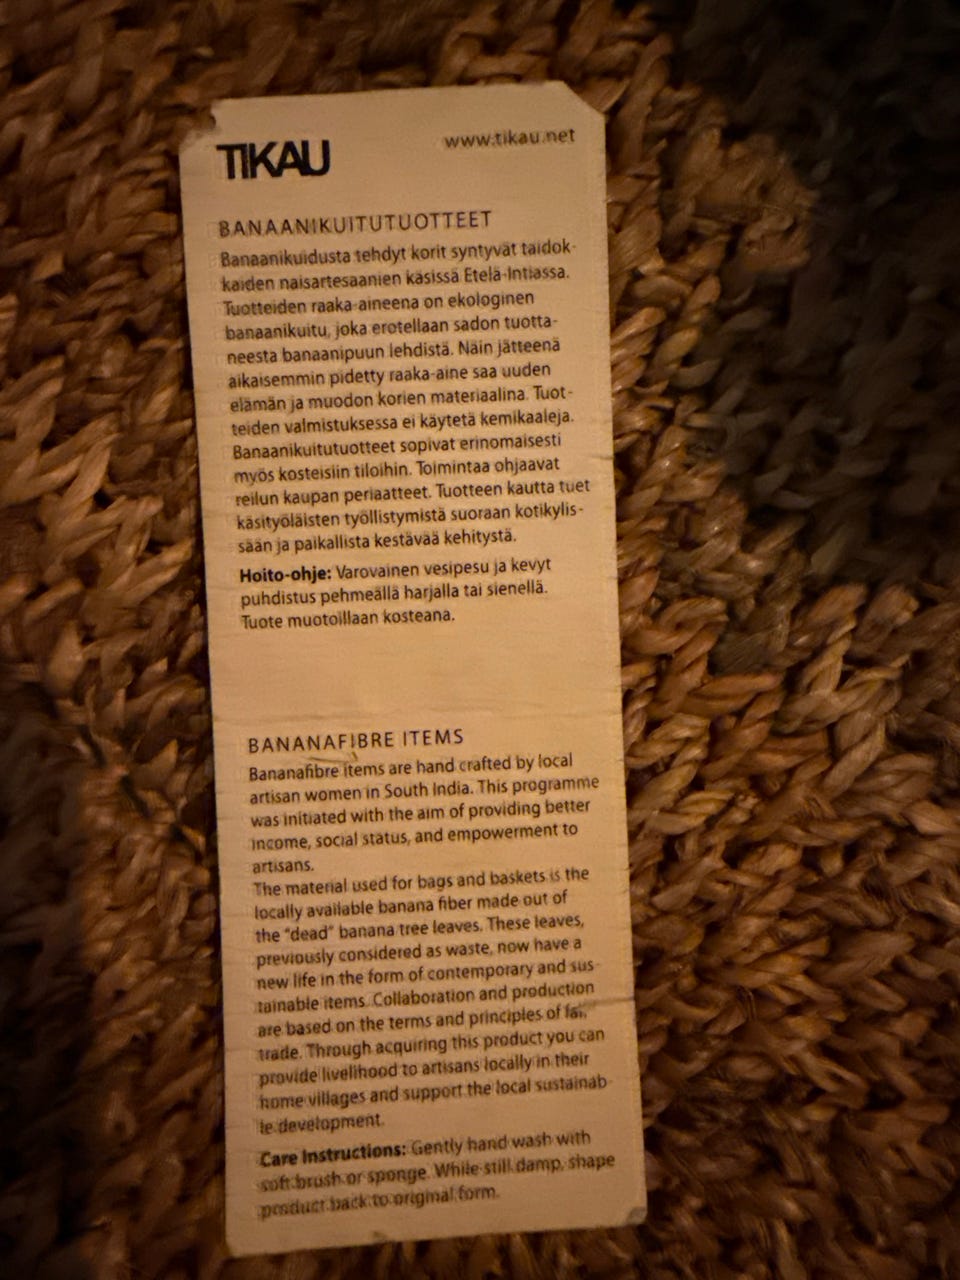 TIKAU
www.tikau.net
BANAANIKUITUTUOTTEET
Banaanikuidusta tehdyt korit syntyvät taidok-
kaiden naisartesaanien käsissä Etelä-Intiassa.
Tuotteiden raaka-aineena on ekologinen
banaanikuitu, joka erotellaan sadon tuotta-
neesta banaanipuun lehdistä. Näin jätteenä
aikaisemmin pidetty raaka-aine saa uuden
elämän ja muodon korien materiaalina. Tuot-
teiden valmistuksessa ei käytetä kemikaaleja.
Banaanikuitutuotteet sopivat erinomaisesti
myös kosteisiin tiloihin. Toimintaa ohjaavat
reilun kaupan periaatteet. Tuotteen kautta tuet
käsityöläisten työllistymistä suoraan kotikylis-
sään ja paikallista kestävää kehitystä.
Hoito-ohje: Varovainen vesipesu ja kevyt
puhdistus pehmeällä harjalla tai sienellä.
Tuote muotoillaan kosteana.
BANANAFIBRE ITEMS
Bananafibre items are hand crafted by local
artisan women in South India. This programme
was initiated with the aim of providing better
income, social status, and empowerment to
artisans.
The material used for bags and baskets is the
locally available banana fiber made out of
the "dead" banana tree leaves. These leaves,
previously considered as waste, now have a
new life in the form of contemporary and sus-
tainable items. Collaboration and production
are based on the terms and principles of fair
trade. Through acquiring this product you can
provide livelihood to artisans locally in their
home villages and support the local sustainab-
le development.
Care Instructions: Gently hand wash with
soft brush or sponge. While still damp, shape
product back to original form.